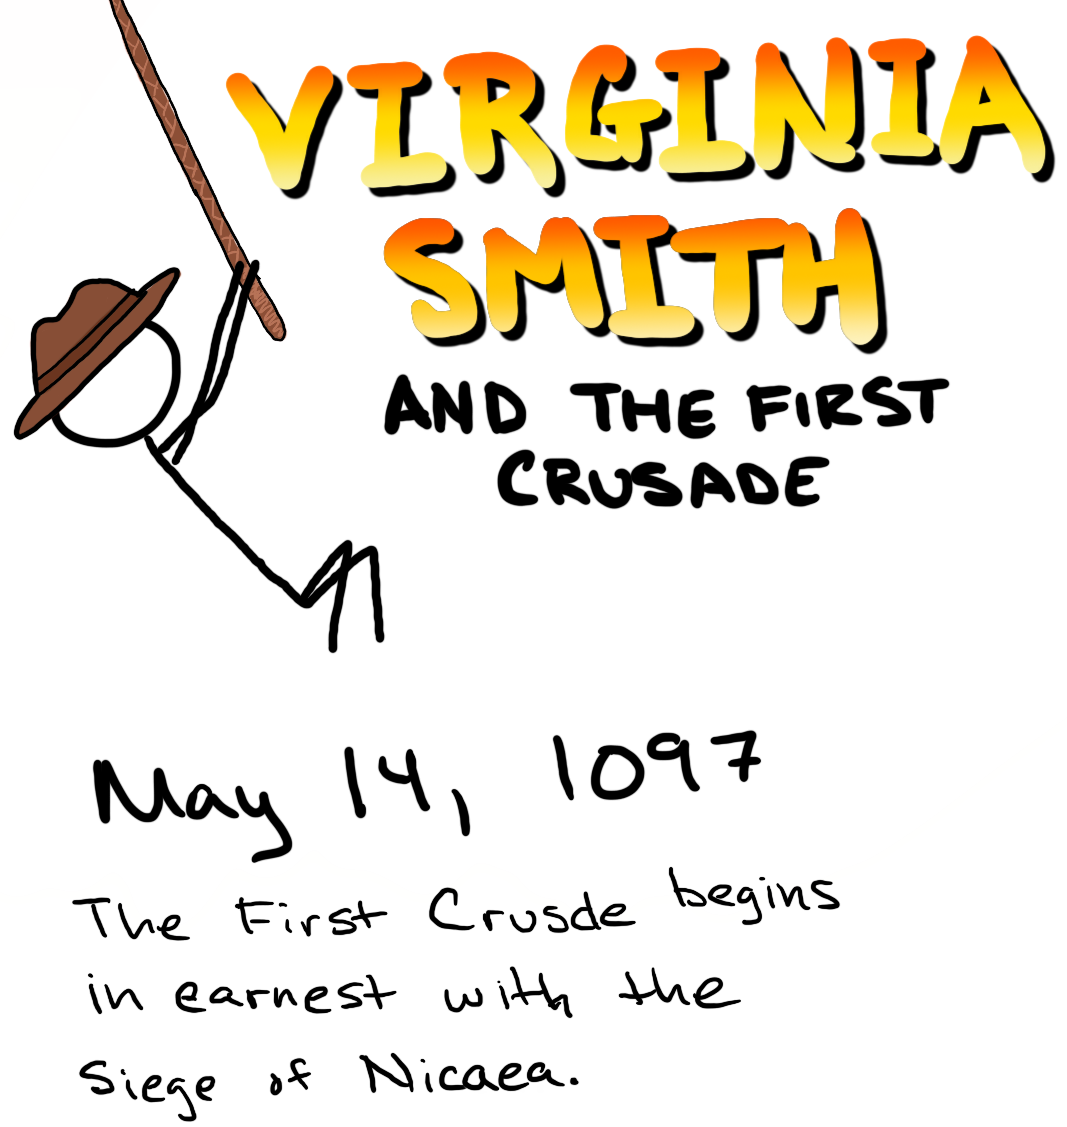 VIRGINIA
SMITH
AND THE FIRST
CRUSADE
May 14, 1097
The First Crusde begins
in earnest with the
Siege of Nicaea.